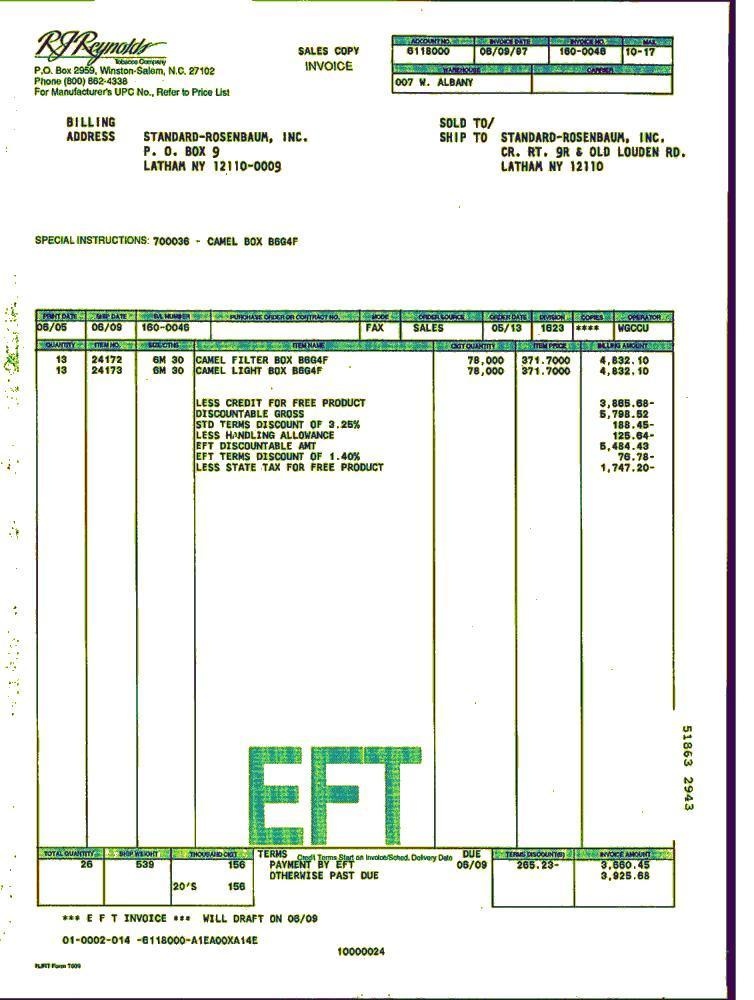 RJReynolds
Tobacco Company
P.O. Box 2959, Winston-Salem, N.C. 27102
Phone (800) 862-4338
For Manufacturer's UPC No., Refer to Price List
SALES COPY
INVOICE
ACCOUNT NO. INVOICE DATE INVOICE NO. MAIL
6118000 06/09/97 160-0046 10-17
WAREHOUSE CARRIER
007 W. ALBANY
BILLING
ADDRESS STANDARD-ROSENBAUM, INC.
P. O. BOX 9
LATHAM NY 12110-0009
SOLD TO/
SHIP TO STANDARD-ROSENBAUM, INC.
CR. RT. 9R & OLD LOUDEN RD.
LATHAM NY 12110
SPECIAL INSTRUCTIONS: 700036 - CAMEL BOX B6G4F
PRINT DATE SHIP DATE B/L NUMBER PURCHASE ORDER OR CONTRACT NO. MODE ORDER SOURCE ORDER DATE DIVISION COPIES OPERATOR
06/05 06/09 160-0046 FAX SALES 05/13 1623 **** WGCCU
QUANTITY ITEM NO. SIZE/CTNS ITEM NAME CIGT QUANTITY ITEM PRICE BILLING AMOUNT
13 24172 6M 30 CAMEL FILTER BOX B6G4F 78,000 371.7000 4,832.10
13 24173 6M 30 CAMEL LIGHT BOX B6G4F 78,000 371.7000 4,832.10
LESS CREDIT FOR FREE PRODUCT 3,865.68-
DISCOUNTABLE GROSS 5,798.52
STD TERMS DISCOUNT OF 3.25% 188.45-
LESS HANDLING ALLOWANCE 125.64-
EFT DISCOUNTABLE AMT 5,484.43
EFT TERMS DISCOUNT OF 1.40% 76.78-
LESS STATE TAX FOR FREE PRODUCT 1,747.20-
EFT
51863 2943
TOTAL QUANTITY SHIP WEIGHT THOUSAND CIGT TERMS Credit Terms Start on Invoice/Sched. Delivery Date DUE TERMS DISCOUNT(S) INVOICE AMOUNT
26 539 156 PAYMENT BY EFT 06/09 265.23- 3,660.45
OTHERWISE PAST DUE 3,925.68
20'S 156
*** E F T INVOICE *** WILL DRAFT ON 06/09
01-0002-014 -6118000-A1EA00XA14E
10000024
RJRT Form 7609